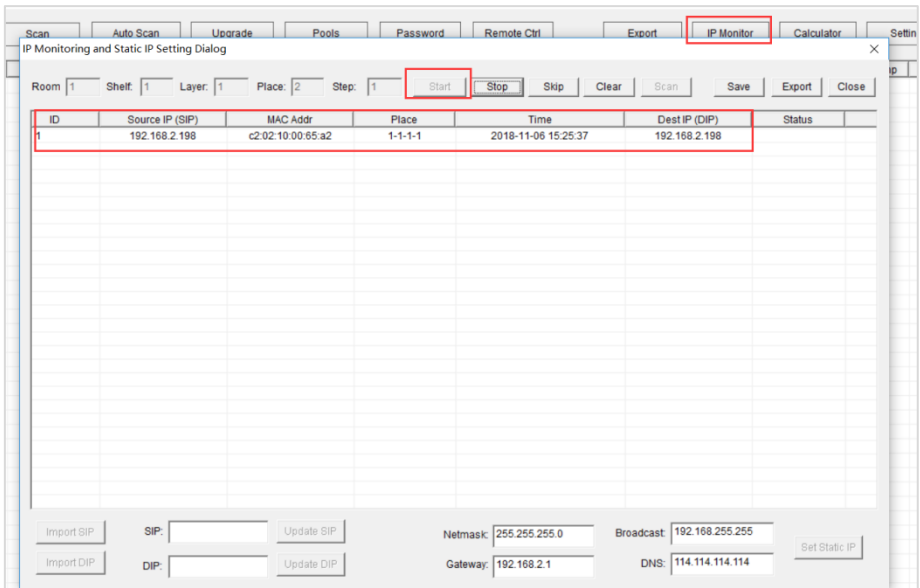 Scan Auto Scan Upgrade Pools Password Remote Ctrl Export IP Monitor Calculator Settin
IP Monitoring and Static IP Setting Dialog
Room 1 Shelf: 1 Layer: 1 Place: 2 Step: 1 Start Stop Skip Clear Scan Save Export Close
ID Source IP (SIP) MAC Addr Place Time Dest IP (DIP) Status
1 192.168.2.198 c2:02:10:00:65:a2 1-1-1-1 2018-11-06 15:25:37 192.168.2.198
Import SIP SIP: Update SIP Netmask: 255.255.255.0 Broadcast: 192.168.255.255 Set Static IP
Import DIP DIP: Update DIP Gateway: 192.168.2.1 DNS: 114.114.114.114